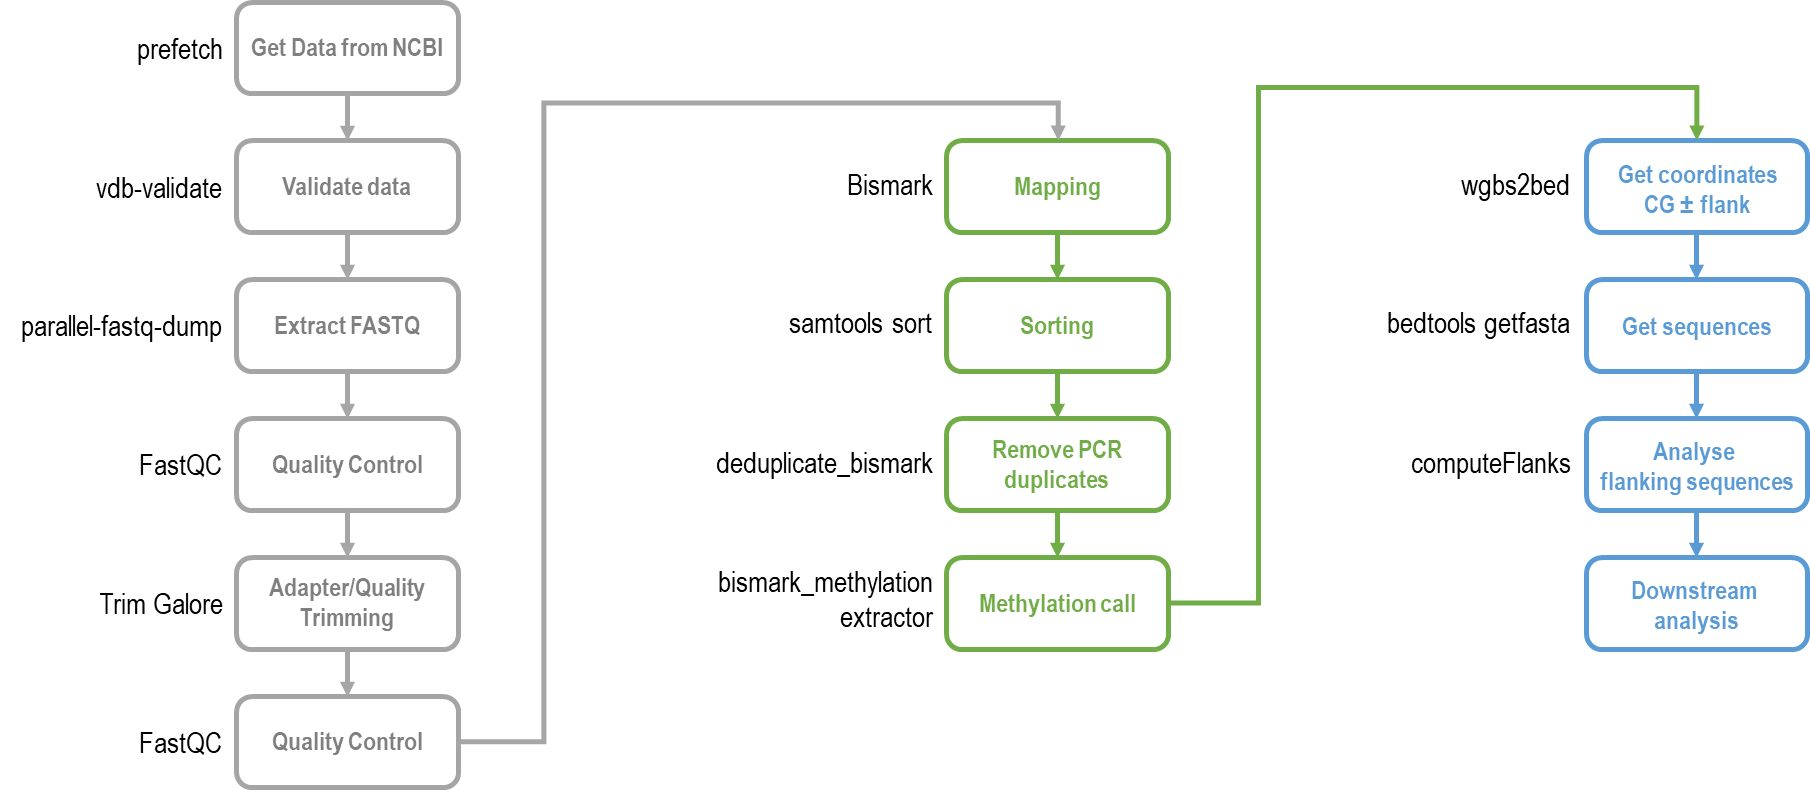 prefetch
Get Data from NCBI
vdb-validate
Validate data
parallel-fastq-dump
Extract FASTQ
FastQC
Quality Control
Trim Galore
Adapter/Quality
Trimming
FastQC
Quality Control
Bismark
Mapping
samtools sort
Sorting
deduplicate_bismark
Remove PCR
duplicates
bismark_methylation
extractor
Methylation call
wgbs2bed
Get coordinates
CG ± flank
bedtools getfasta
Get sequences
computeFlanks
Analyse
flanking sequences
Downstream
analysis